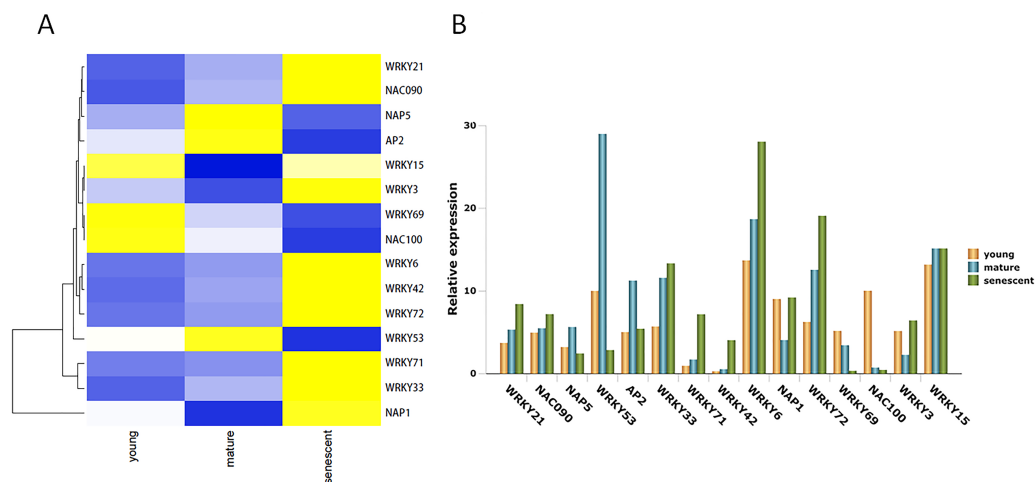 A
WRKY21
NAC090
NAP5
AP2
WRKY15
WRKY3
WRKY69
NAC100
WRKY6
WRKY42
WRKY72
WRKY53
WRKY71
WRKY33
NAP1
young
mature
senescent
B
Relative expression
30
20
10
0
WRKY21
NAC090
NAP5
WRKY53
AP2
WRKY33
WRKY71
WRKY42
WRKY6
NAP1
WRKY72
WRKY69
NAC100
WRKY3
WRKY15
young
mature
senescent